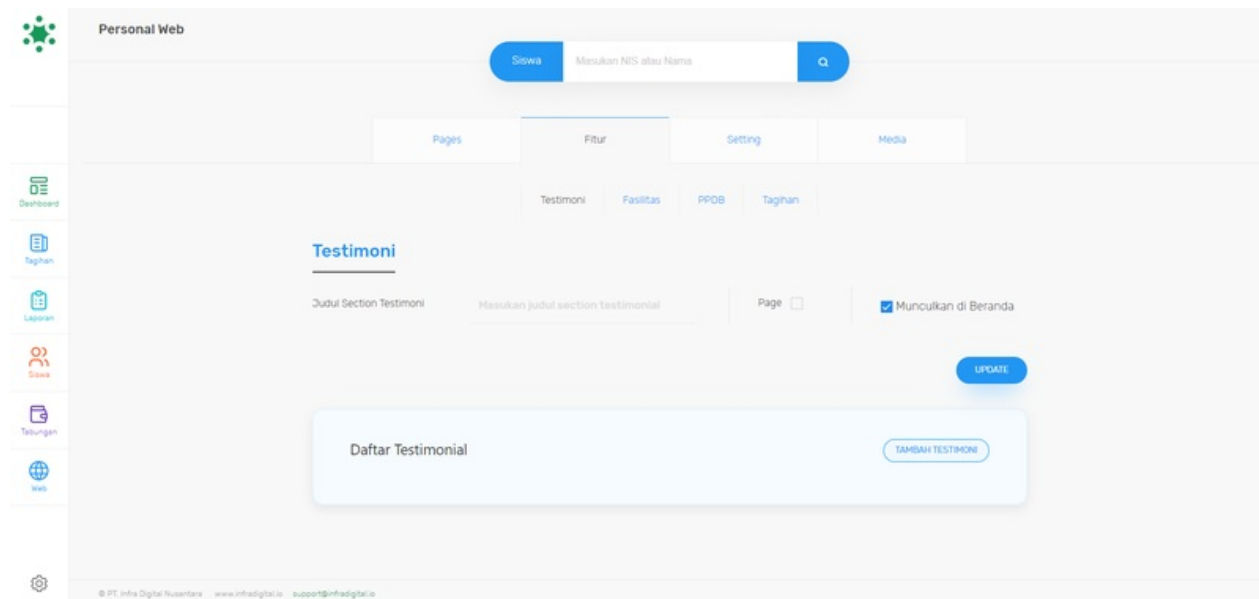 Personal Web
Siswa Masukan NIS atau Nama
Pages Fitur Setting Media
Dashboard
Testimoni Fasilitas PPDB Tagihan
Tagihan
Testimoni
Laporan
Judul Section Testimoni Masukan judul section testimonial Page Munculkan di Beranda
Siswa
UPDATE
Tabungan
Daftar Testimonial TAMBAH TESTIMONI
Web
© PT. Infra Digital Nusantara www.infradigital.io support@infradigital.io